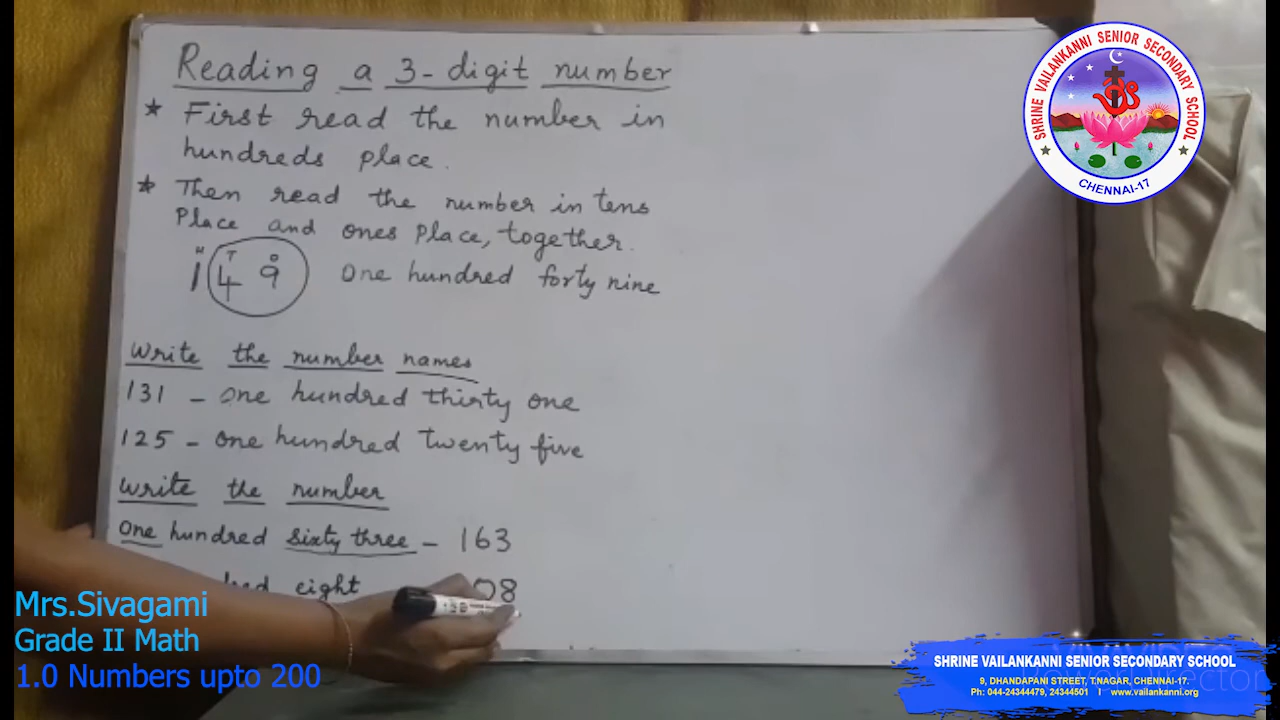 Reading a 3-digit number
★ First read the number in
hundreds place.
★ Then read the number in tens
Place and ones Place, together.
H T O
149 One hundred forty nine
Write the number names
131 - One hundred thirty one
125 - One hundred twenty five
Write the number
One hundred sixty three - 163
eight 08
SHRINE VAILANKANNI SENIOR SECONDARY SCHOOL
CHENNAI-17
Mrs.Sivagami
Grade II Math
1.0 Numbers upto 200
SHRINE VAILANKANNI SENIOR SECONDARY SCHOOL
9, DHANDAPANI STREET, T.NAGAR, CHENNAI-17.
Ph: 044-24344479, 24344501 I www.vailankanni.org